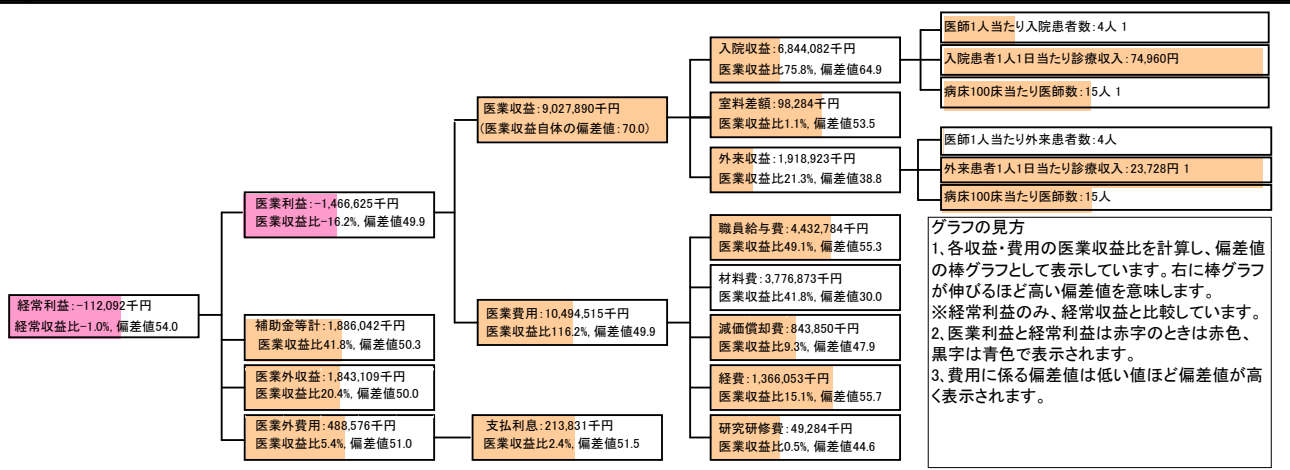 経常利益:-112,092千円
経常収益比-1.0%, 偏差値54.0
医業利益:-1,466,625千円
医業収益比-16.2%, 偏差値49.9
補助金等計:1,886,042千円
医業収益比41.8%, 偏差値50.3
医業外収益:1,843,109千円
医業収益比20.4%, 偏差値50.0
医業外費用:488,576千円
医業収益比5.4%, 偏差値51.0
支払利息:213,831千円
医業収益比2.4%, 偏差値51.5
医業収益:9,027,890千円
(医業収益自体の偏差値:70.0)
医業費用:10,494,515千円
医業収益比116.2%, 偏差値49.9
入院収益:6,844,082千円
医業収益比75.8%, 偏差値64.9
室料差額:98,284千円
医業収益比1.1%, 偏差値53.5
外来収益:1,918,923千円
医業収益比21.3%, 偏差値38.8
職員給与費:4,432,784千円
医業収益比49.1%, 偏差値55.3
材料費:3,776,873千円
医業収益比41.8%, 偏差値30.0
減価償却費:843,850千円
医業収益比9.3%, 偏差値47.9
経費:1,366,053千円
医業収益比15.1%, 偏差値55.7
研究研修費:49,284千円
医業収益比0.5%, 偏差値44.6
医師1人当たり入院患者数:4人 1
入院患者1人1日当たり診療収入:74,960円
病床100床当たり医師数:15人 1
医師1人当たり外来患者数:4人
外来患者1人1日当たり診療収入:23,728円 1
病床100床当たり医師数:15人
グラフの見方
1、各収益・費用の医業収益比を計算し、偏差値
の棒グラフとして表示しています。右に棒グラフ
が伸びるほど高い偏差値を意味します。
※経常利益のみ、経常収益と比較しています。
2、医業利益と経常利益は赤字のときは赤色、
黒字は青色で表示されます。
3、費用に係る偏差値は低い値ほど偏差値が高
く表示されます。